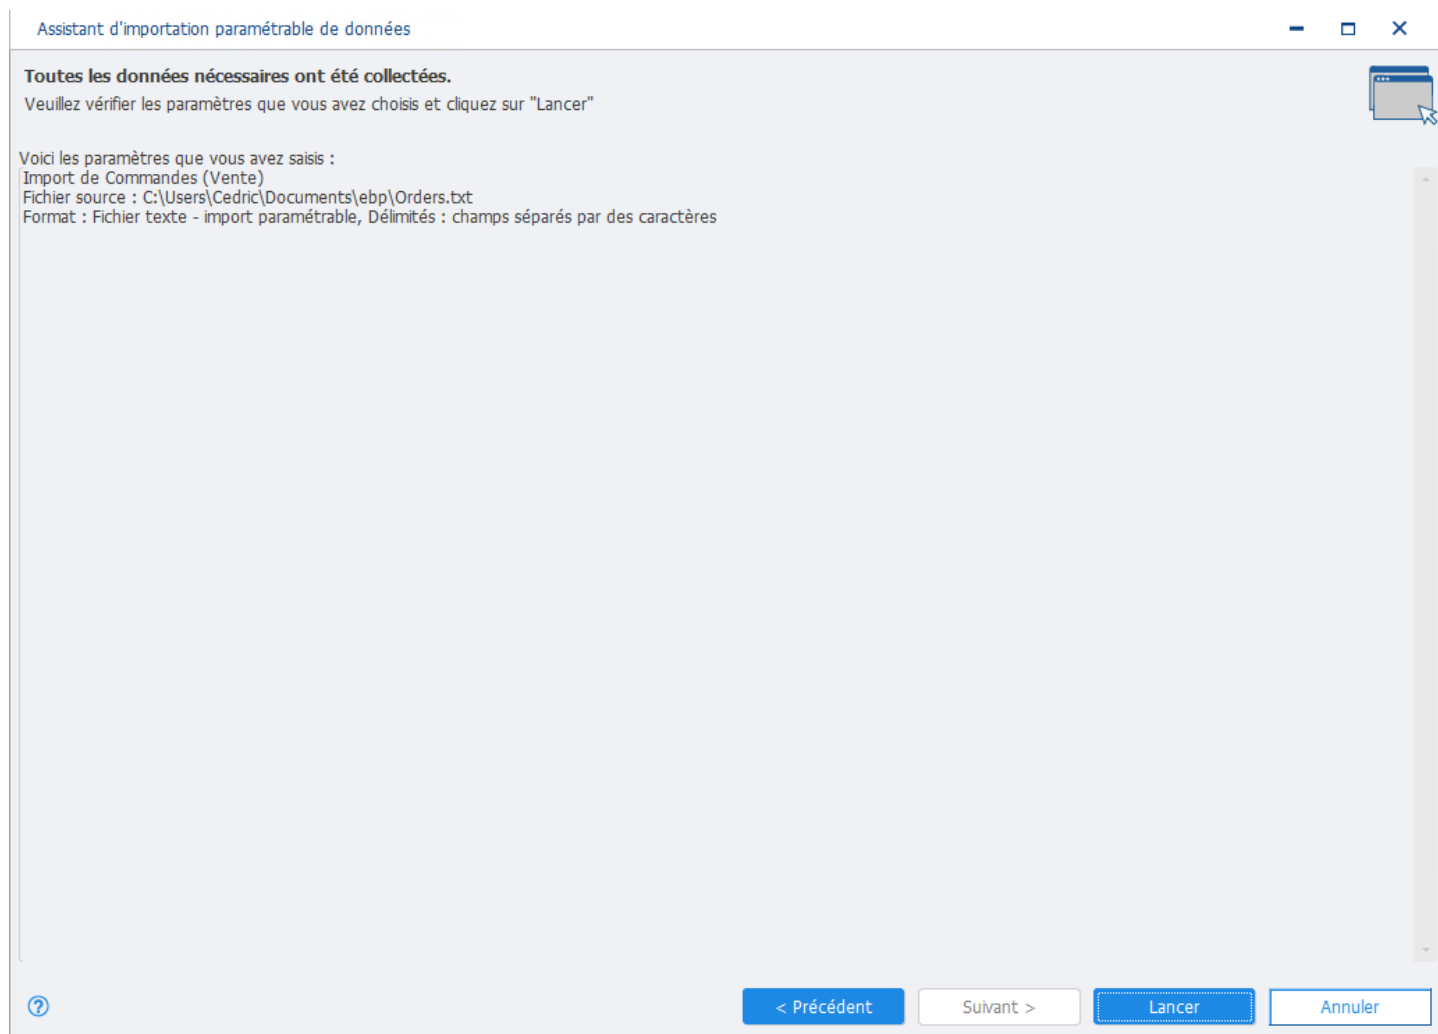 Assistant d'importation paramétrable de données
Toutes les données nécessaires ont été collectées.
Veuillez vérifier les paramètres que vous avez choisis et cliquez sur "Lancer"
Voici les paramètres que vous avez saisis :
Import de Commandes (Vente)
Fichier source : C:\Users\Cedric\Documents\ebp\Orders.txt
Format : Fichier texte - import paramétrable, Délimités : champs séparés par des caractères
< Précédent
Suivant >
Lancer
Annuler